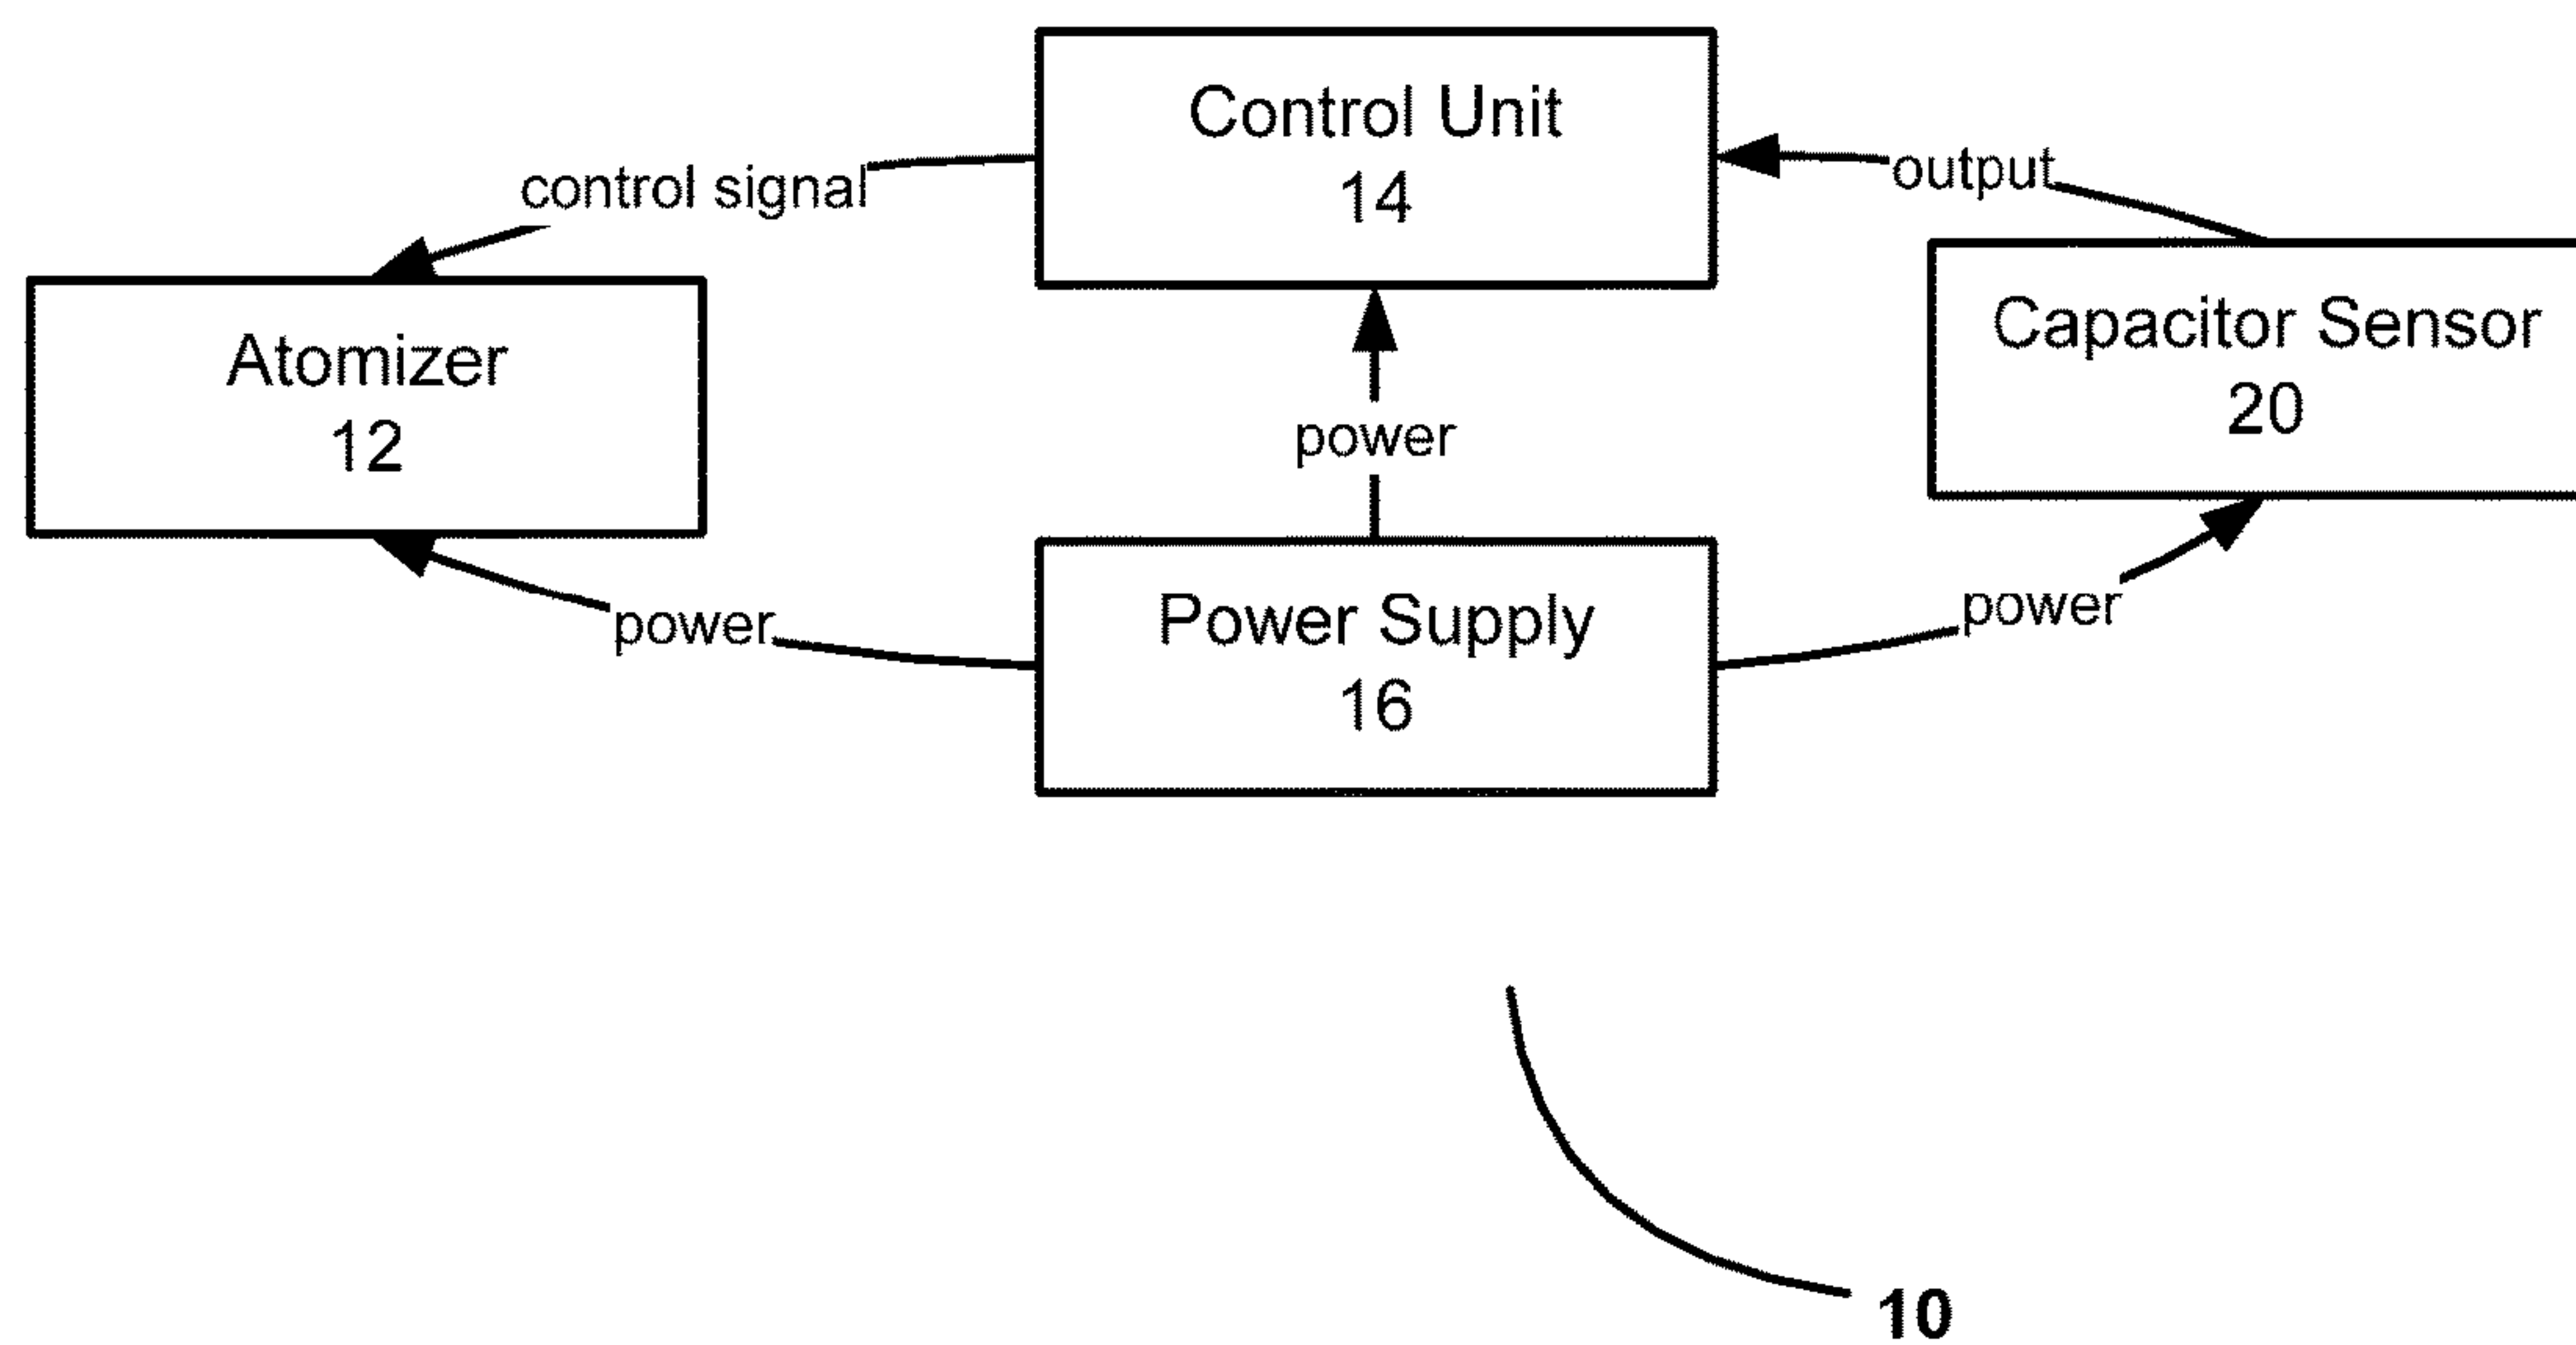 Control Unit
14
control signal
output
Atomizer
12
Capacitor Sensor
20
power
Power Supply
16
power
power
10